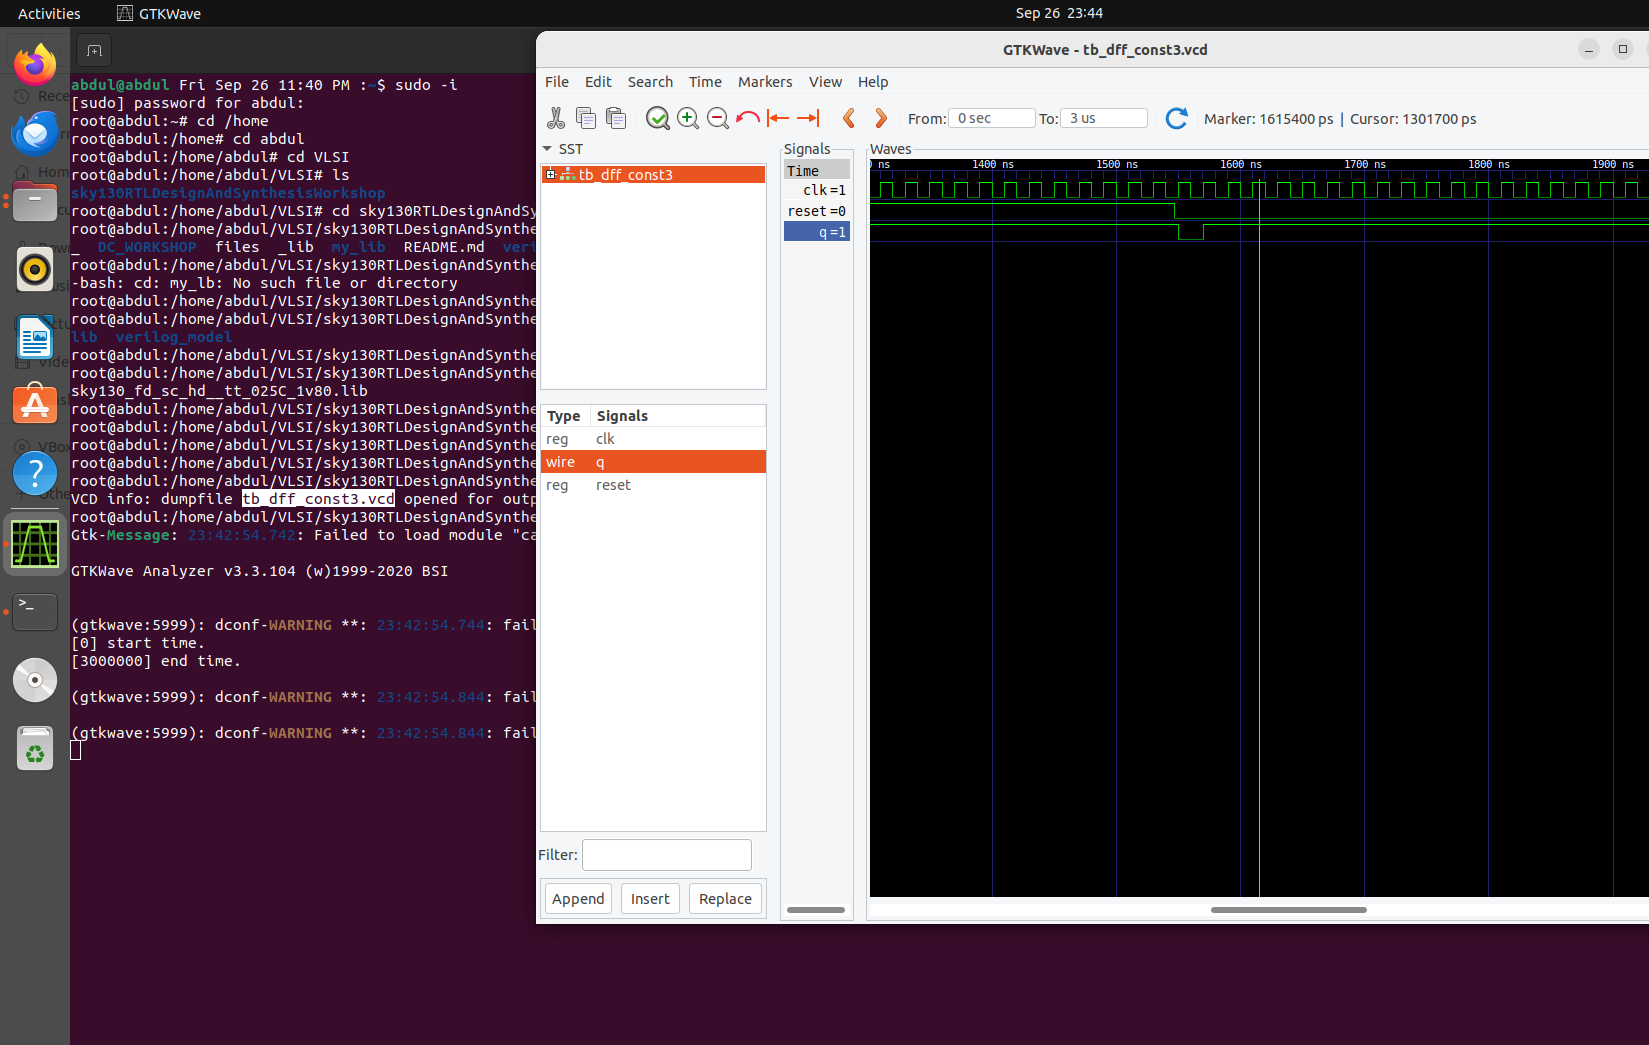 Activities
GTKWave
Sep 26 23:44
abdul@abdul Fri Sep 26 11:40 PM :~$ sudo -i
[sudo] password for abdul:
root@abdul:~# cd /home
root@abdul:/home# cd abdul
root@abdul:/home/abdul# cd VLSI
root@abdul:/home/abdul/VLSI# ls
sky130RTLDesignAndSynthesisWorkshop
root@abdul:/home/abdul/VLSI# cd sky130RTLDesignAndSy
root@abdul:/home/abdul/VLSI/sky130RTLDesignAndSynthe
_ DC_WORKSHOP files _lib my_lib README.md veri
root@abdul:/home/abdul/VLSI/sky130RTLDesignAndSynthe
-bash: cd: my_lb: No such file or directory
root@abdul:/home/abdul/VLSI/sky130RTLDesignAndSynthe
root@abdul:/home/abdul/VLSI/sky130RTLDesignAndSynthe
lib verilog_model
root@abdul:/home/abdul/VLSI/sky130RTLDesignAndSynthe
root@abdul:/home/abdul/VLSI/sky130RTLDesignAndSynthe
sky130_fd_sc_hd__tt_025C_1v80.lib
root@abdul:/home/abdul/VLSI/sky130RTLDesignAndSynthe
root@abdul:/home/abdul/VLSI/sky130RTLDesignAndSynthe
root@abdul:/home/abdul/VLSI/sky130RTLDesignAndSynthe
root@abdul:/home/abdul/VLSI/sky130RTLDesignAndSynthe
root@abdul:/home/abdul/VLSI/sky130RTLDesignAndSynthe
VCD info: dumpfile tb_dff_const3.vcd opened for outp
root@abdul:/home/abdul/VLSI/sky130RTLDesignAndSynthe
Gtk-Message: 23:42:54.742: Failed to load module "ca
GTKWave Analyzer v3.3.104 (w)1999-2020 BSI
(gtkwave:5999): dconf-WARNING **: 23:42:54.744: fail
[0] start time.
[3000000] end time.
(gtkwave:5999): dconf-WARNING **: 23:42:54.844: fail
(gtkwave:5999): dconf-WARNING **: 23:42:54.844: fail
GTKWave - tb_dff_const3.vcd
File Edit Search Time Markers View Help
From: 0 sec To: 3 us Marker: 1615400 ps | Cursor: 1301700 ps
SST
tb_dff_const3
Type Signals
reg clk
wire q
reg reset
Filter:
Append Insert Replace
Signals
Time
clk=1
reset=0
q=1
Waves
) ns 1400 ns 1500 ns 1600 ns 1700 ns 1800 ns 1900 ns